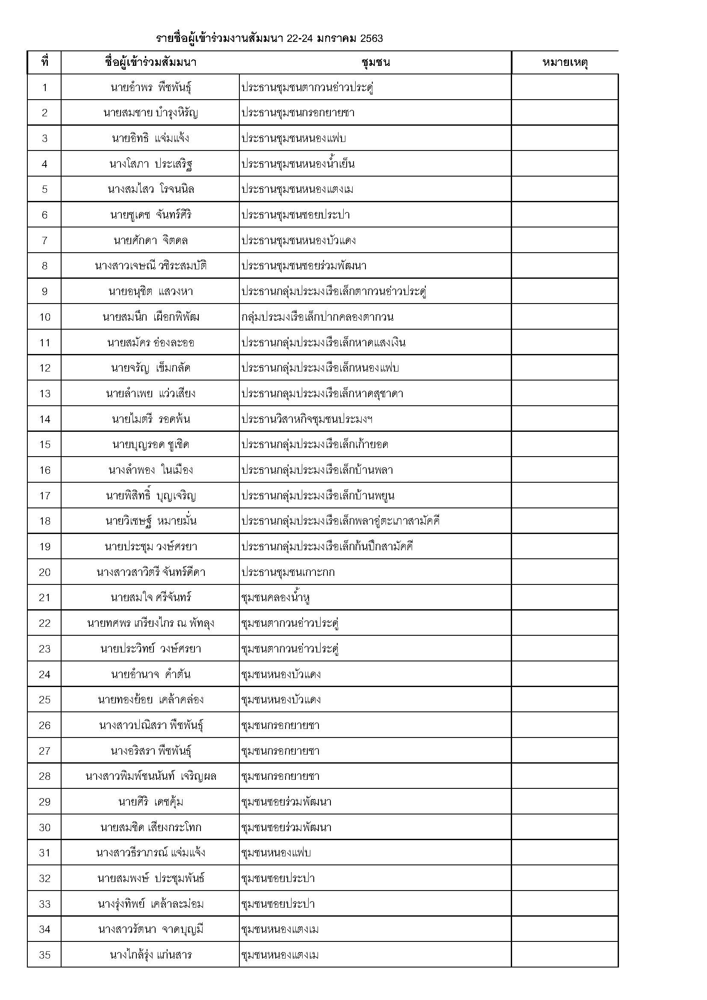 รายชื่อผู้เข้าร่วมงานสัมมนา 22-24 มกราคม 2563
ที่ ชื่อผู้เข้าร่วมสัมมนา ชุมชน หมายเหตุ
1 นายอำพร พืชพันธุ์ ประธานชุมชนตากวนอ่าวประดู่
2 นายสมชาย บำรุงหิรัญ ประธานชุมชนกรอกยายชา
3 นายอิทธิ แจ่มแจ้ง ประธานชุมชนหนองแฟบ
4 นางโสภา ประเสริฐ ประธานชุมชนหนองน้ำเย็น
5 นางสมไสว โรจนนิล ประธานชุมชนหนองแตงเม
6 นายชูเดช จันทร์ศิริ ประธานชุมชนซอยประปา
7 นายศักดา จิตดล ประธานชุมชนหนองบัวแดง
8 นางสาวเจษณี วชิระสมบัติ ประธานชุมชนซอยร่วมพัฒนา
9 นายอนุชิต แสวงหา ประธานกลุ่มประมงเรือเล็กตากวนอ่าวประดู่
10 นายสมนึก เผือกพิพัฒ กลุ่มประมงเรือเล็กปากคลองตากวน
11 นายสมัคร อ่องละออ ประธานกลุ่มประมงเรือเล็กหาดแสงเงิน
12 นายจรัญ เข็มกลัด ประธานกลุ่มประมงเรือเล็กหนองแฟบ
13 นายลำเพย แว่วเสียง ประธานกลุมประมงเรือเล็กหาดสุชาดา
14 นายไมตรี รอดพ้น ประธานวิสาหกิจชุมชนประมงฯ
15 นายบุญรอด ชูเชิด ประธานกลุ่มประมงเรือเล็กเก้ายอด
16 นางลำพอง ในเมือง ประธานกลุ่มประมงเรือเล็กบ้านพลา
17 นายพิสิทธิ์ บุญเจริญ ประธานกลุ่มประมงเรือเล็กบ้านพยูน
18 นายวิเชษฐ์ หมายมั่น ประธานกลุ่มประมงเรือเล็กพลาอู่ตะเภาสามัคคี
19 นายประชุม วงษ์ศรยา ประธานกลุ่มประมงเรือเล็กก้นปึกสามัคคี
20 นางสาวสาวิตรี จันทร์ดีดา ประธานชุมชนเกาะกก
21 นายสมใจ ศรีจันทร์ ชุมชนคลองน้ำหู
22 นายทศพร เกรียงไกร ณ พัทลุง ชุมชนตากวนอ่าวประดู่
23 นายประวิทย์ วงษ์ศรยา ชุมชนตากวนอ่าวประดู่
24 นายอำนาจ คำตัน ชุมชนหนองบัวแดง
25 นายทองย้อย เคล้าคล่อง ชุมชนหนองบัวแดง
26 นางสาวปณิสรา พืชพันธุ์ ชุมชนกรอกยายชา
27 นางอริสรา พืชพันธุ์ ชุมชนกรอกยายชา
28 นางสาวพิมพ์ชนนันท์ เจริญผล ชุมชนกรอกยายชา
29 นายศิริ เดชคุ้ม ชุมชนซอยร่วมพัฒนา
30 นายสมชิด เสียงกระโทก ชุมชนซอยร่วมพัฒนา
31 นางสาวธีราภรณ์ แจ่มแจ้ง ชุมชนหนองแฟบ
32 นายสมพงษ์ ประชุมพันธ์ ชุมชนซอยประปา
33 นางรุ่งทิพย์ เคล้าละม่อม ชุมชนซอยประปา
34 นางสาวรัตนา จาดบุญมี ชุมชนหนองแตงเม
35 นางไกล้รุ่ง แก่นสาร ชุมชนหนองแตงเม